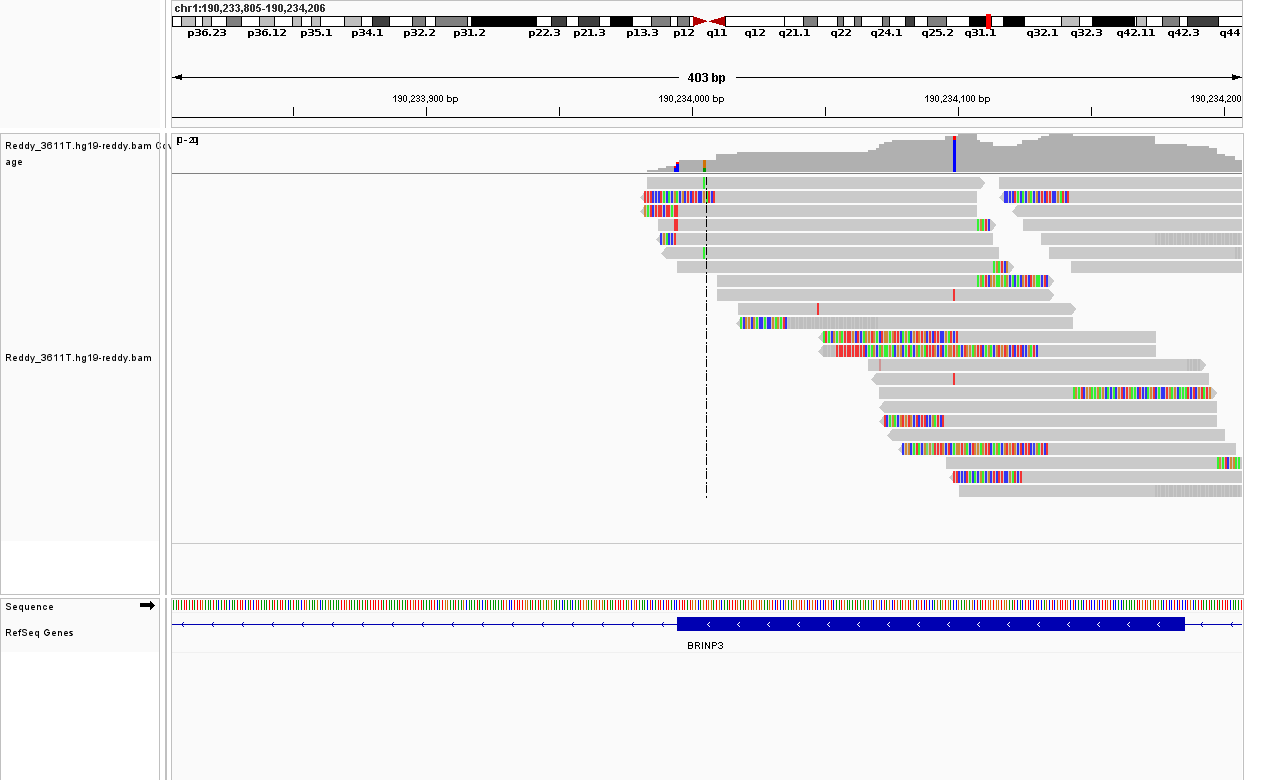 chr1:190,233,805-190,234,206
p36.23 p36.12 p35.1 p34.1 p32.2 p31.2 p22.3 p21.3 p13.3 p12 q11 q12 q21.1 q22 q24.1 q25.2 q31.1 q32.1 q32.3 q42.11 q42.3 q44
403 bp
190,233,900 bp 190,234,000 bp 190,234,100 bp 190,234,200
Reddy_3611T.hg19-reddy.bam
age
Reddy_3611T.hg19-reddy.bam
Sequence
RefSeq Genes
BRINP3